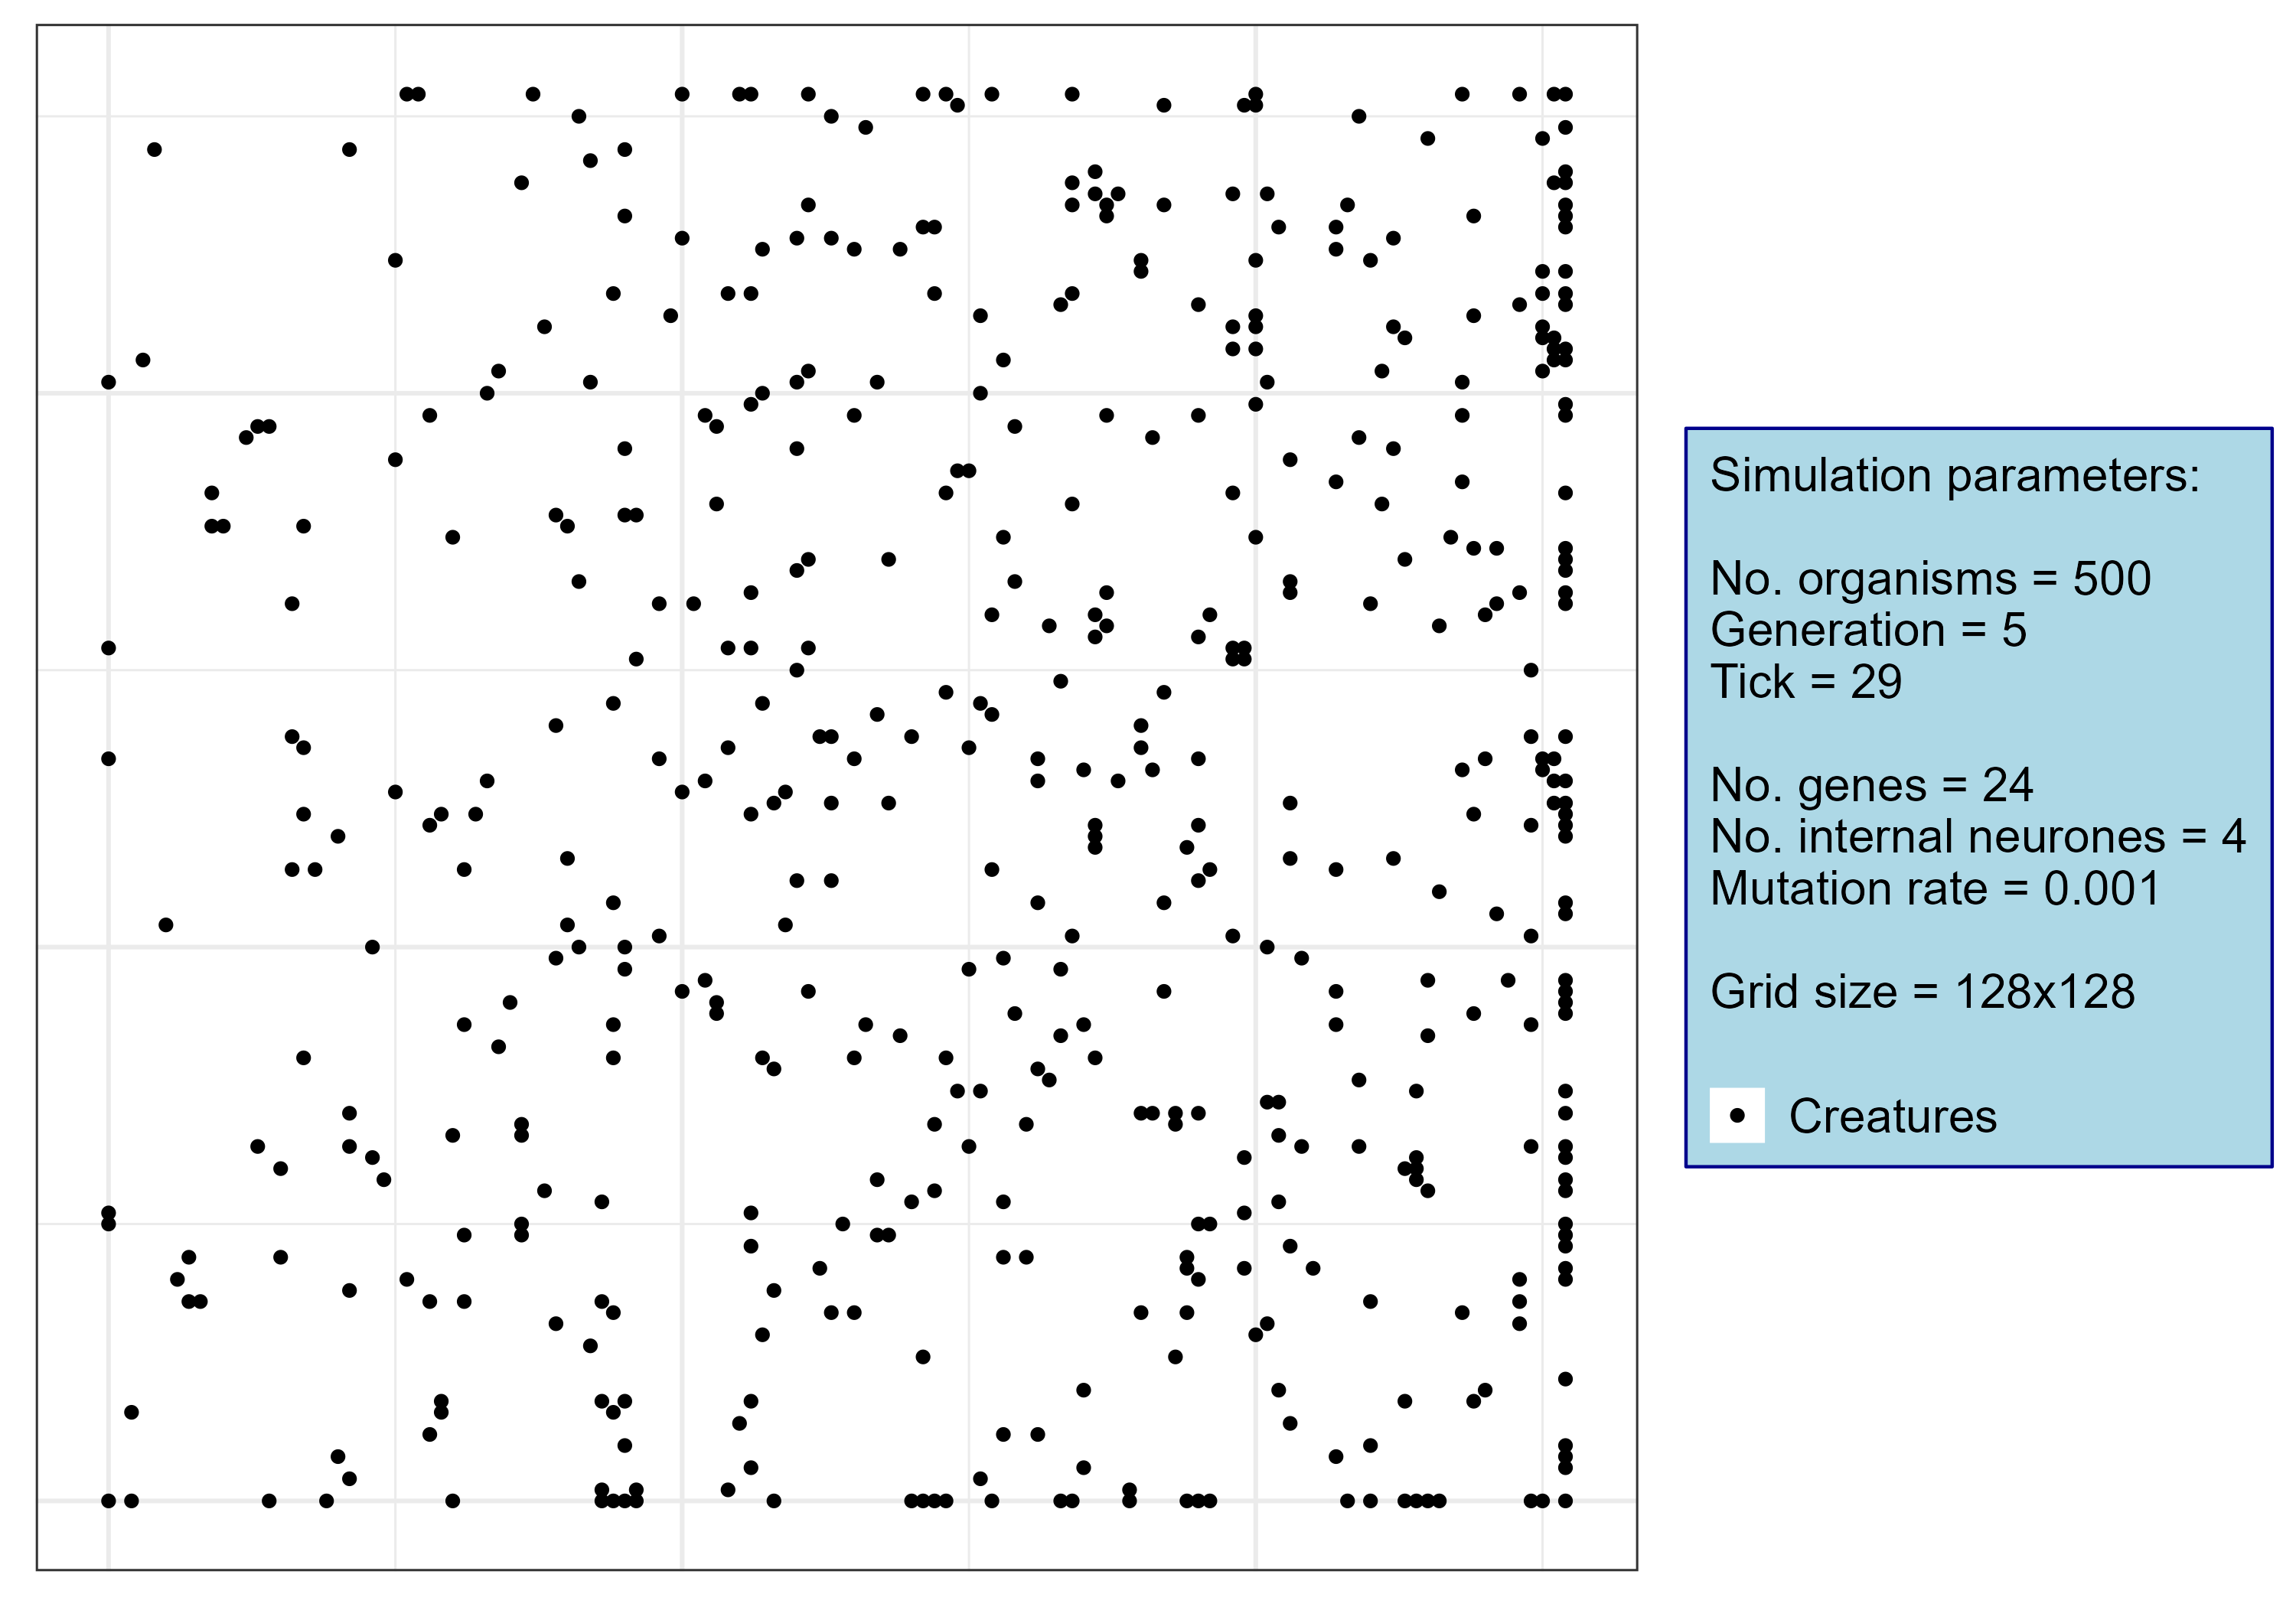 Simulation parameters:
No. organisms = 500
Generation = 5
Tick = 29
No. genes = 24
No. internal neurones = 4
Mutation rate = 0.001
Grid size = 128x128
Creatures